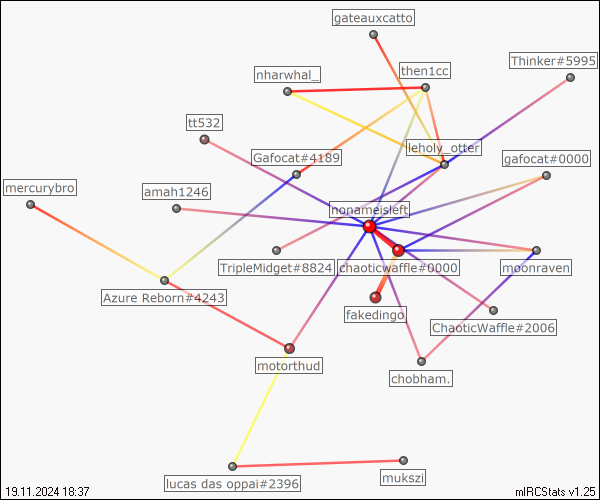 gateauxcatto
Thinker#5995
then1cc
nharwhal_
tt532
leholy_otter
Gafocat#4189
gafocat#0000
mercurybro
amah1246
nonameisleft
TripleMidget#8824
chaoticwaffle#0000
moonraven
Azure Reborn#4243
fakedingo
ChaoticWaffle#2006
motorthud
chobham.
lucas das oppai#2396
mukszi
19.11.2024 18:37
mIRCStats v1.25